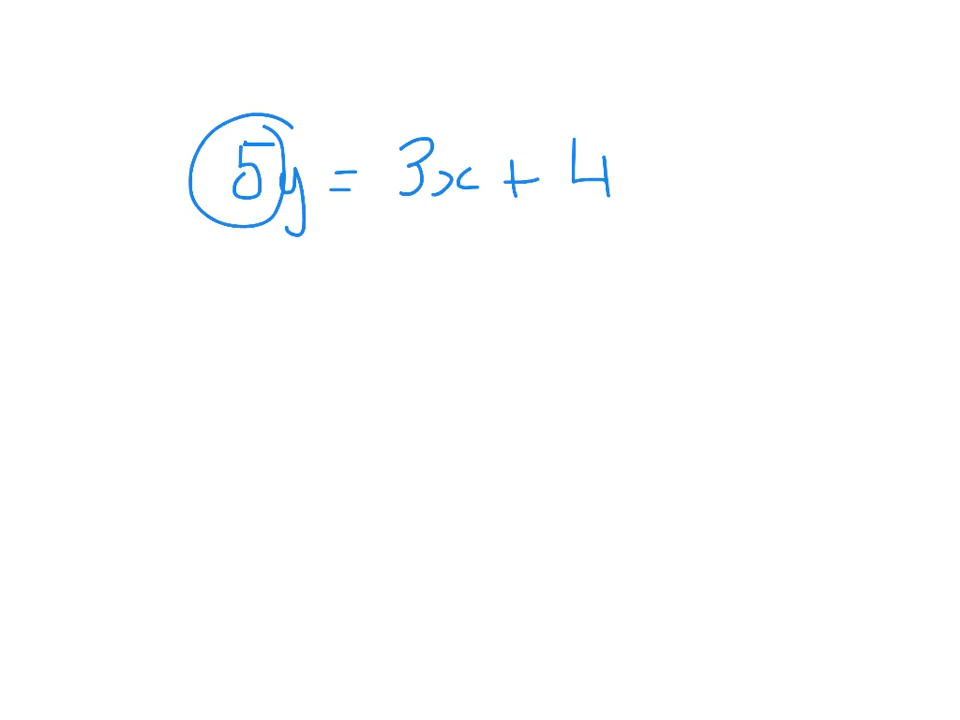 5y = 3x + 4